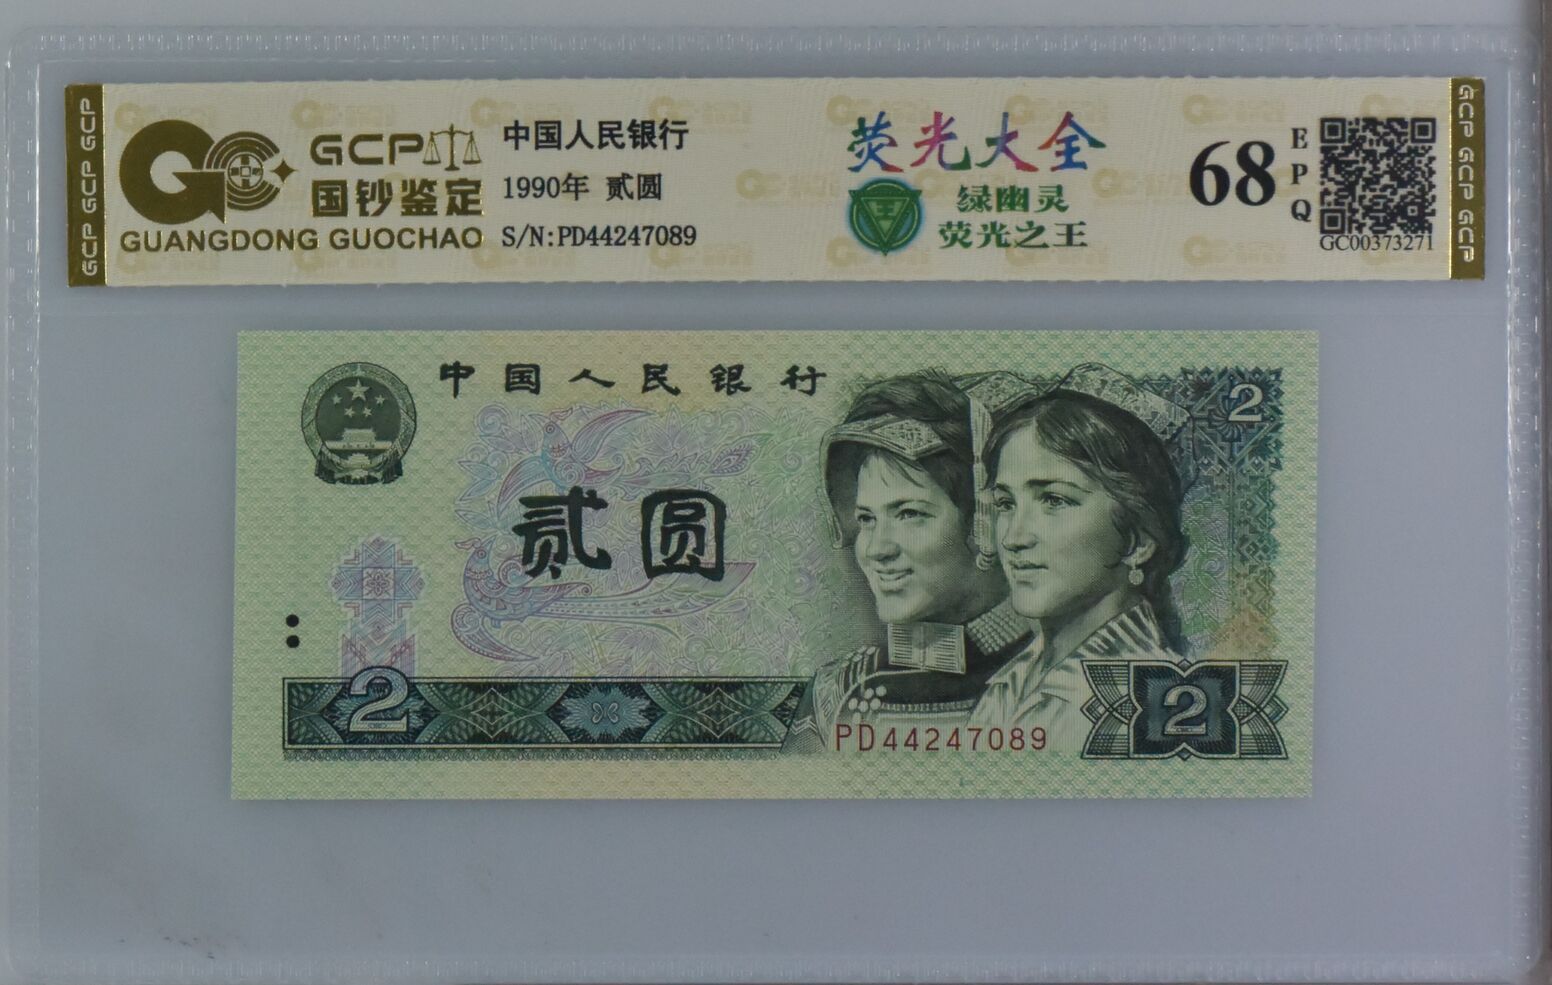 GCP GCP GCP
GCP
国钞鉴定
GUANGDONG GUOCHAO
中国人民银行
1990年 贰圆
S/N:PD44247089
荧光大全
王
绿幽灵
荧光之王
68
EPQ
GC00373271
GCP GCP GCP
中国人民银行
2
贰圆
2
2
PD44247089